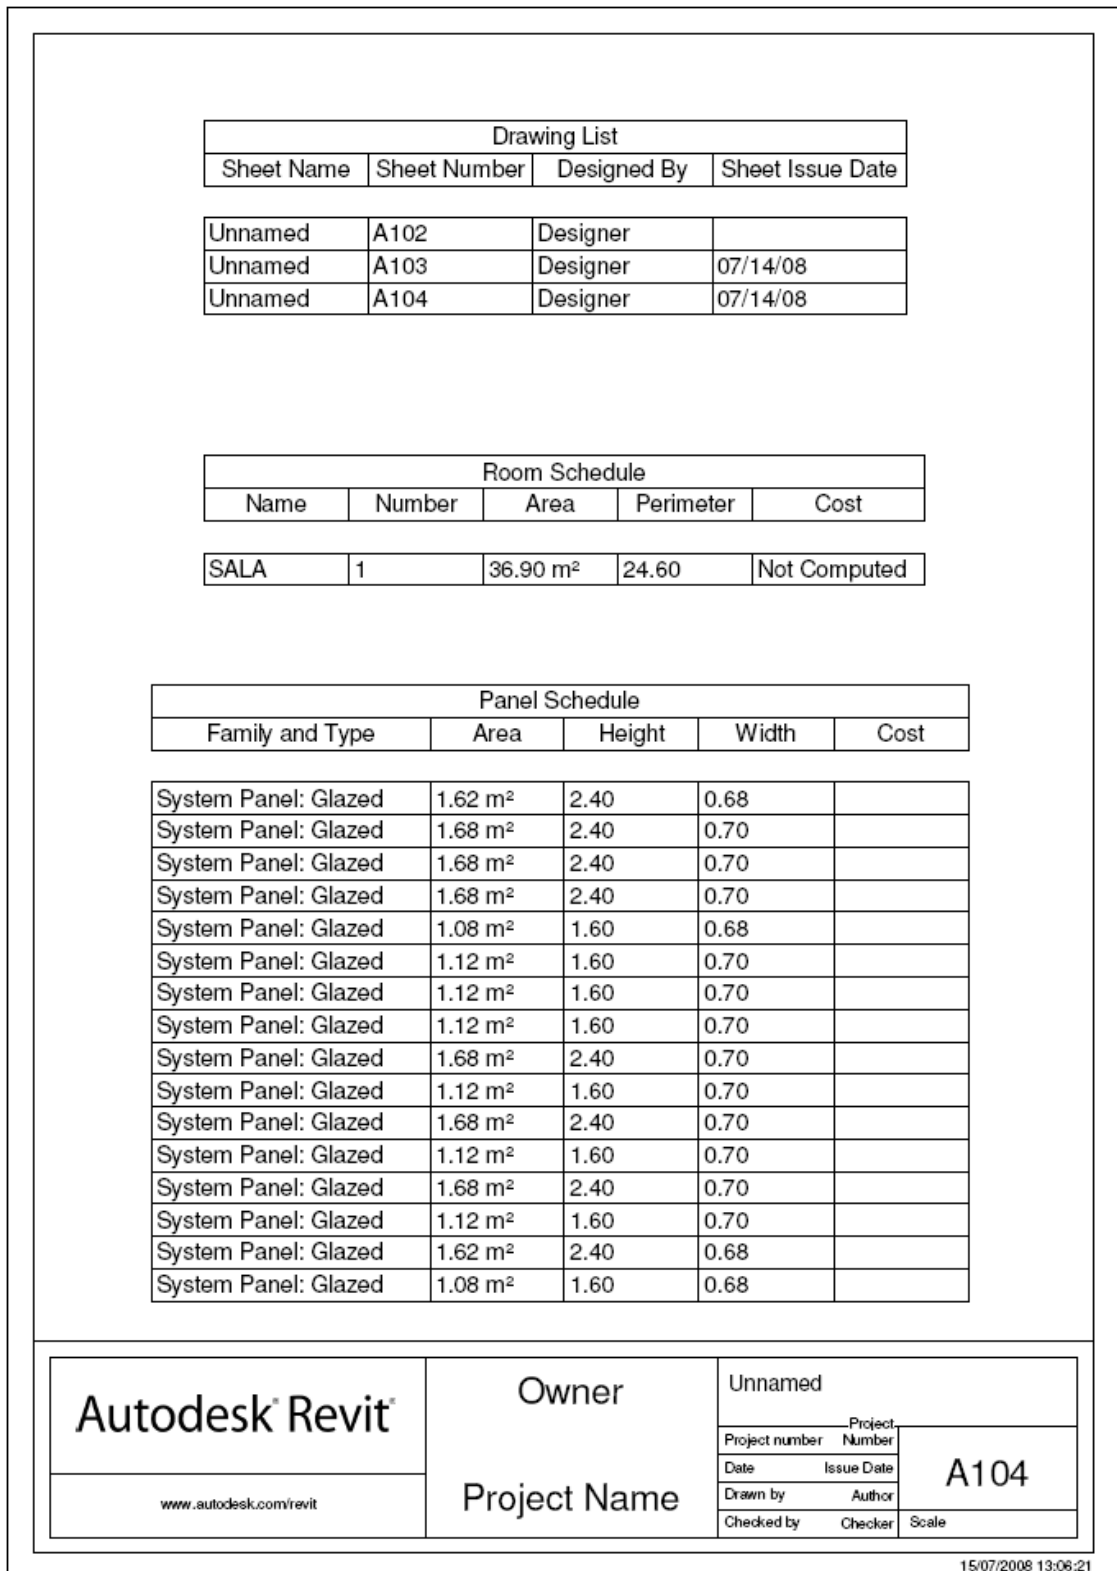 Drawing List
Sheet Name Sheet Number Designed By Sheet Issue Date
Unnamed A102 Designer
Unnamed A103 Designer 07/14/08
Unnamed A104 Designer 07/14/08
Room Schedule
Name Number Area Perimeter Cost
SALA 1 36.90 m² 24.60 Not Computed
Panel Schedule
Family and Type Area Height Width Cost
System Panel: Glazed 1.62 m² 2.40 0.68
System Panel: Glazed 1.68 m² 2.40 0.70
System Panel: Glazed 1.68 m² 2.40 0.70
System Panel: Glazed 1.68 m² 2.40 0.70
System Panel: Glazed 1.08 m² 1.60 0.68
System Panel: Glazed 1.12 m² 1.60 0.70
System Panel: Glazed 1.12 m² 1.60 0.70
System Panel: Glazed 1.12 m² 1.60 0.70
System Panel: Glazed 1.68 m² 2.40 0.70
System Panel: Glazed 1.12 m² 1.60 0.70
System Panel: Glazed 1.68 m² 2.40 0.70
System Panel: Glazed 1.12 m² 1.60 0.70
System Panel: Glazed 1.68 m² 2.40 0.70
System Panel: Glazed 1.12 m² 1.60 0.70
System Panel: Glazed 1.62 m² 2.40 0.68
System Panel: Glazed 1.08 m² 1.60 0.68
Autodesk® Revit®
www.autodesk.com/revit
Owner
Project Name
Unnamed
Project number Project Number
Date Issue Date
Drawn by Author
Checked by Checker
A104
Scale
15/07/2008 13:06:21